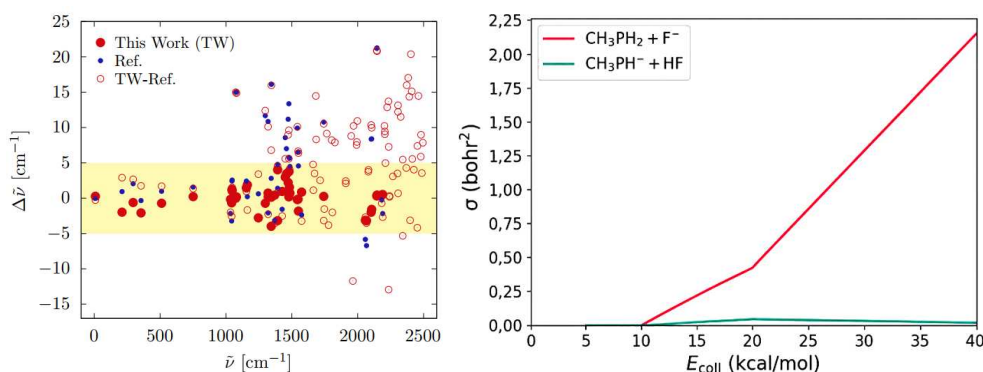 25
20
15
10
5
0
−5
−10
−15
Δν̃ [cm⁻¹]
This Work (TW)
Ref.
TW-Ref.
0 500 1000 1500 2000 2500
ν̃ [cm⁻¹]
2,25
2,00
1,75
1,50
1,25
1,00
0,75
0,50
0,25
0,00
σ (bohr²)
CH₃PH₂ + F⁻
CH₃PH⁻ + HF
0 5 10 20 30 40
E_coll (kcal/mol)